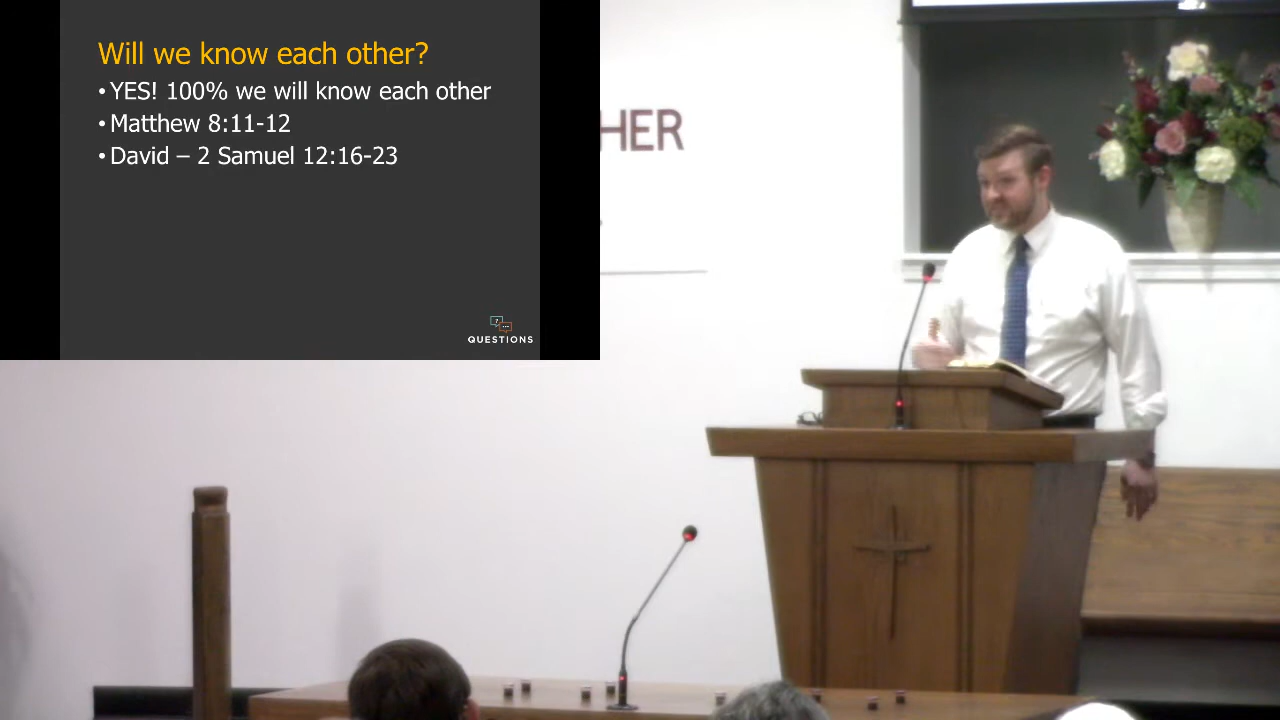 Will we know each other?
• YES! 100% we will know each other
• Matthew 8:11-12
• David – 2 Samuel 12:16-23
QUESTIONS
HER